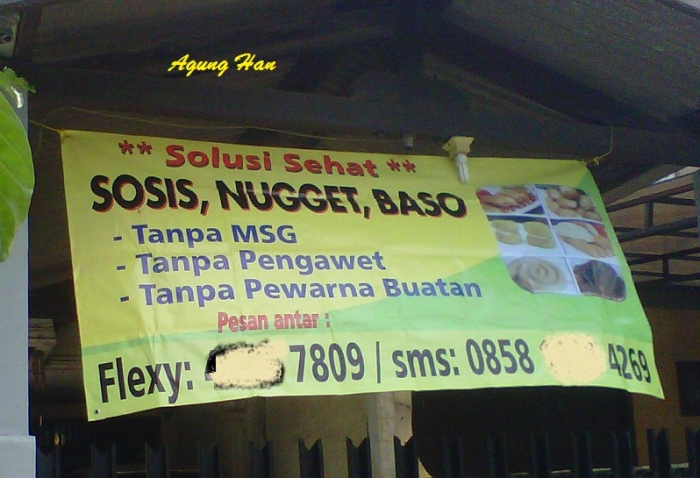 Agung Han
** Solusi Sehat **
SOSIS, NUGGET, BASO
- Tanpa MSG
- Tanpa Pengawet
- Tanpa Pewarna Buatan
Pesan antar :
Flexy: 7809 / sms: 0858 4269